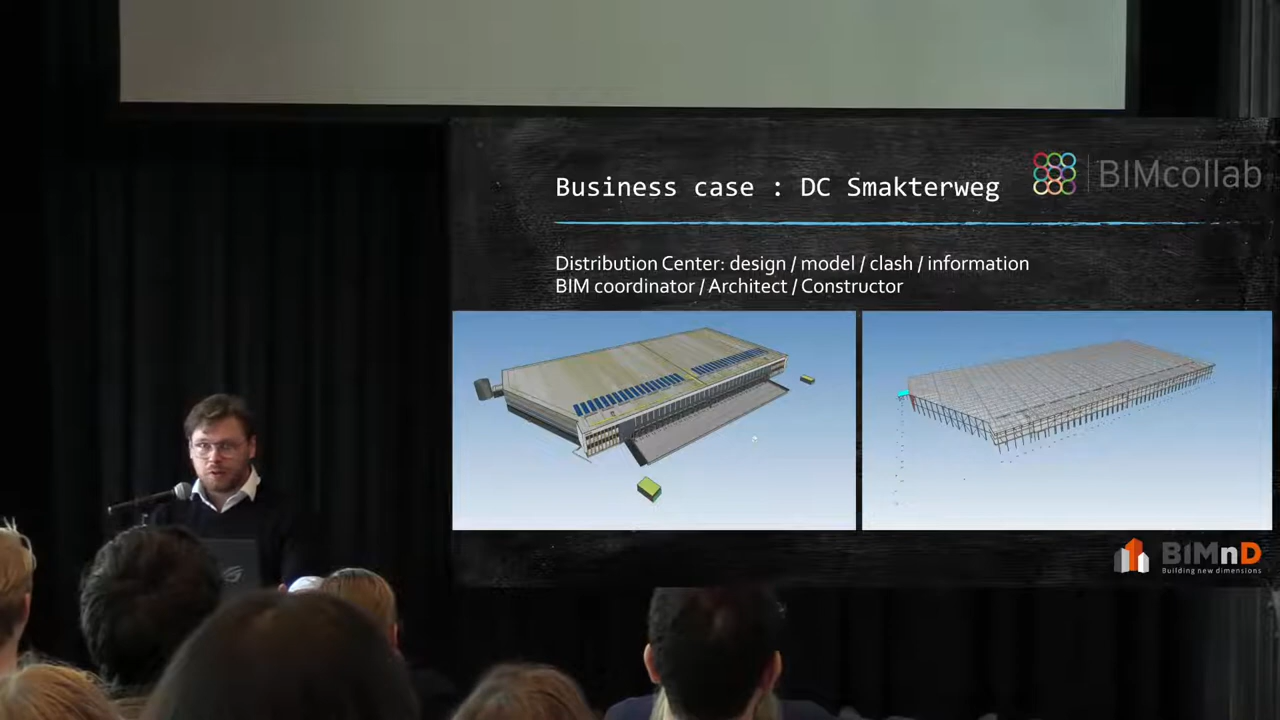 Business case : DC Smakterweg
BIMcollab
Distribution Center: design / model / clash / information
BIM coordinator / Architect / Constructor
BIMnD
Building new dimensions